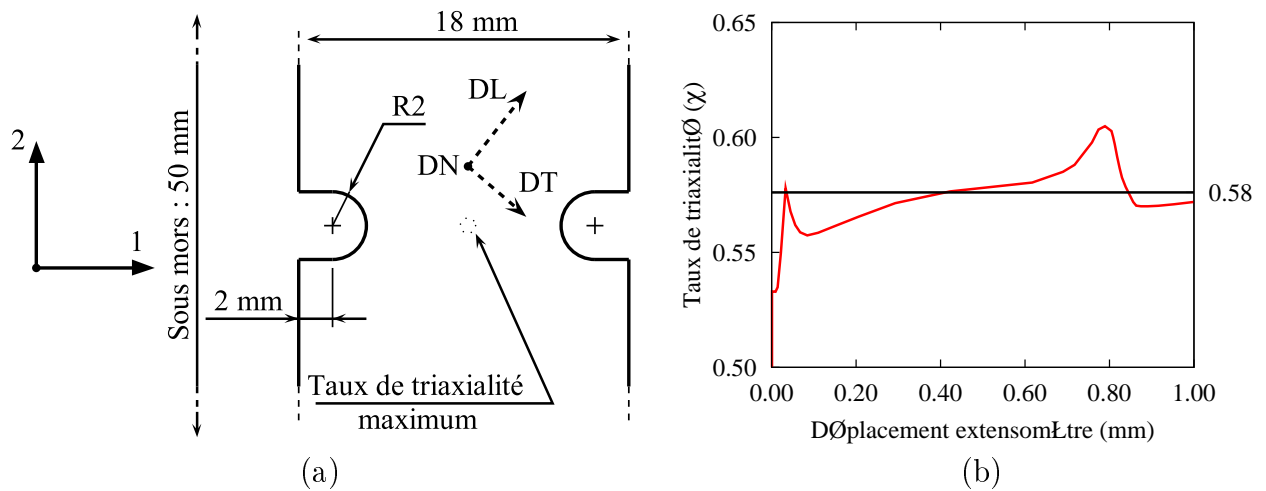 18 mm
DL
R2
2
DN
DT
1
Sous mors : 50 mm
2 mm
Taux de triaxialité
maximum
(a)
0.65
0.60
0.55
0.50
Taux de triaxialitØ (χ)
0.58
0.00 0.20 0.40 0.60 0.80 1.00
DØplacement extensomŁtre (mm)
(b)